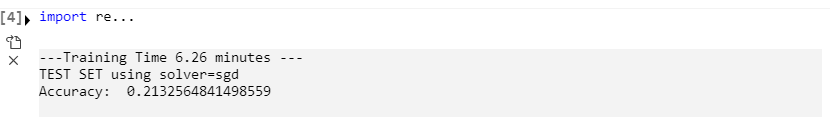 [4] import re...
---Training Time 6.26 minutes ---
TEST SET using solver=sgd
Accuracy:  0.2132564841498559